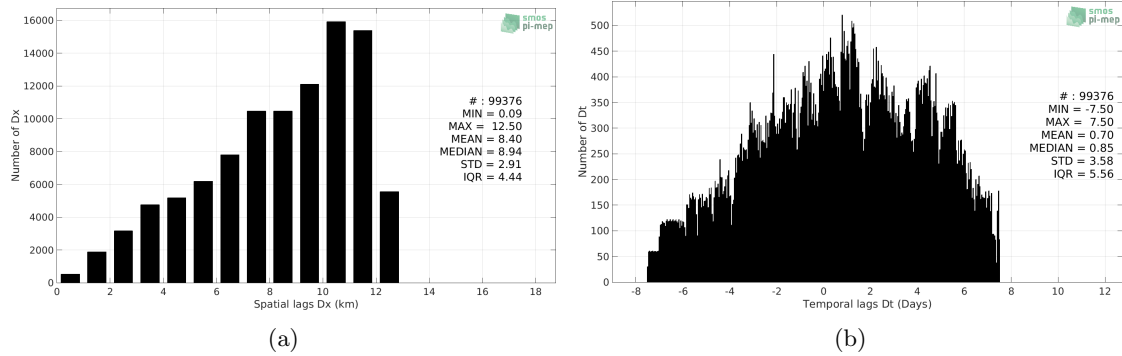 16000
14000
12000
10000
8000
6000
4000
2000
0
Number of Dx
0 2 4 6 8 10 12 14 16 18
Spatial lags Dx (km)
smos
pi-mep
# : 99376
MIN = 0.09
MAX = 12.50
MEAN = 8.40
MEDIAN = 8.94
STD = 2.91
IQR = 4.44
(a)
500
450
400
350
300
250
200
150
100
50
0
Number of Dt
-8 -6 -4 -2 0 2 4 6 8 10 12
Temporal lags Dt (Days)
smos
pi-mep
# : 99376
MIN = -7.50
MAX = 7.50
MEAN = 0.70
MEDIAN = 0.85
STD = 3.58
IQR = 5.56
(b)